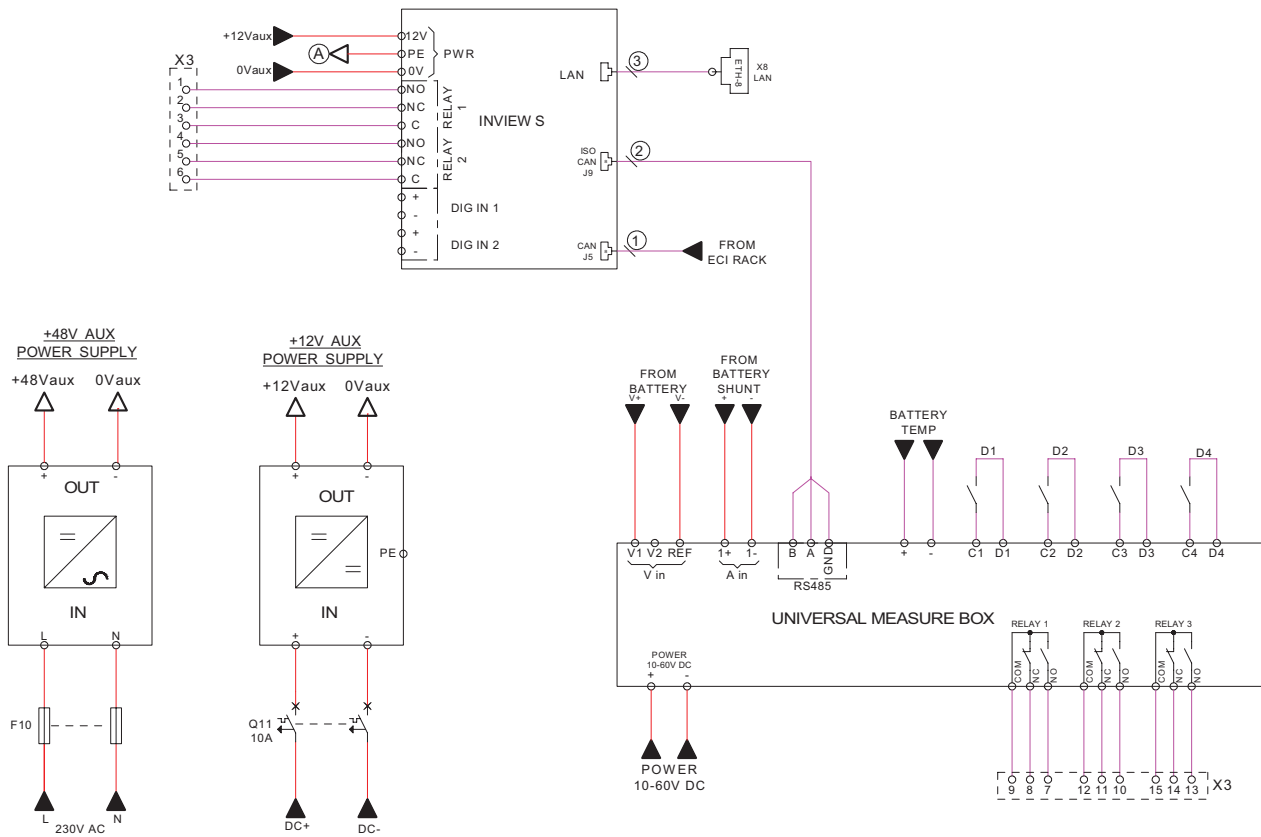 +12Vaux
12V
A
PE
PWR
0Vaux
0V
X3
1
NO
2
NC
3
C
RELAY 1
4
NO
5
NC
6
C
RELAY 2
+
-
DIG IN 1
+
-
DIG IN 2
INVIEW S
LAN
3
ETH-8
X8
LAN
ISO
CAN
J9
2
CAN
J5
1
FROM
ECI RACK
+48V AUX
POWER SUPPLY
+48Vaux
0Vaux
+
-
OUT
IN
L
N
F10
L
N
230V AC
+12V AUX
POWER SUPPLY
+12Vaux
0Vaux
+
-
OUT
PE
IN
+
-
Q11
10A
DC+
DC-
FROM
BATTERY
V+
V-
FROM
BATTERY
SHUNT
+
-
BATTERY
TEMP
D1
D2
D3
D4
V1
V2
REF
V in
1+
1-
A in
B
A
GND
RS485
+
-
C1
D1
C2
D2
C3
D3
C4
D4
UNIVERSAL MEASURE BOX
POWER
10-60V DC
+
-
POWER
10-60V DC
RELAY 1
COM
NC
NO
RELAY 2
COM
NC
NO
RELAY 3
COM
NC
NO
9
8
7
12
11
10
15
14
13
X3